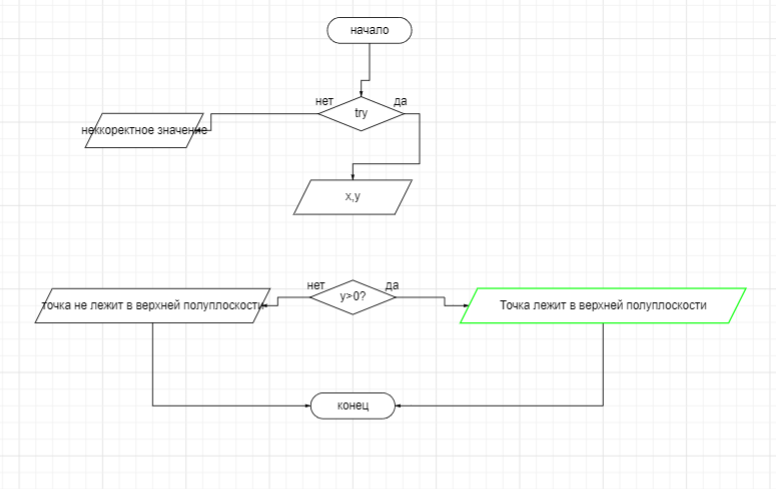 начало
нет
да
try
неккоректное значение
x,y
нет
да
y>0?
точка не лежит в верхней полуплоскости
Точка лежит в верхней полуплоскости
конец